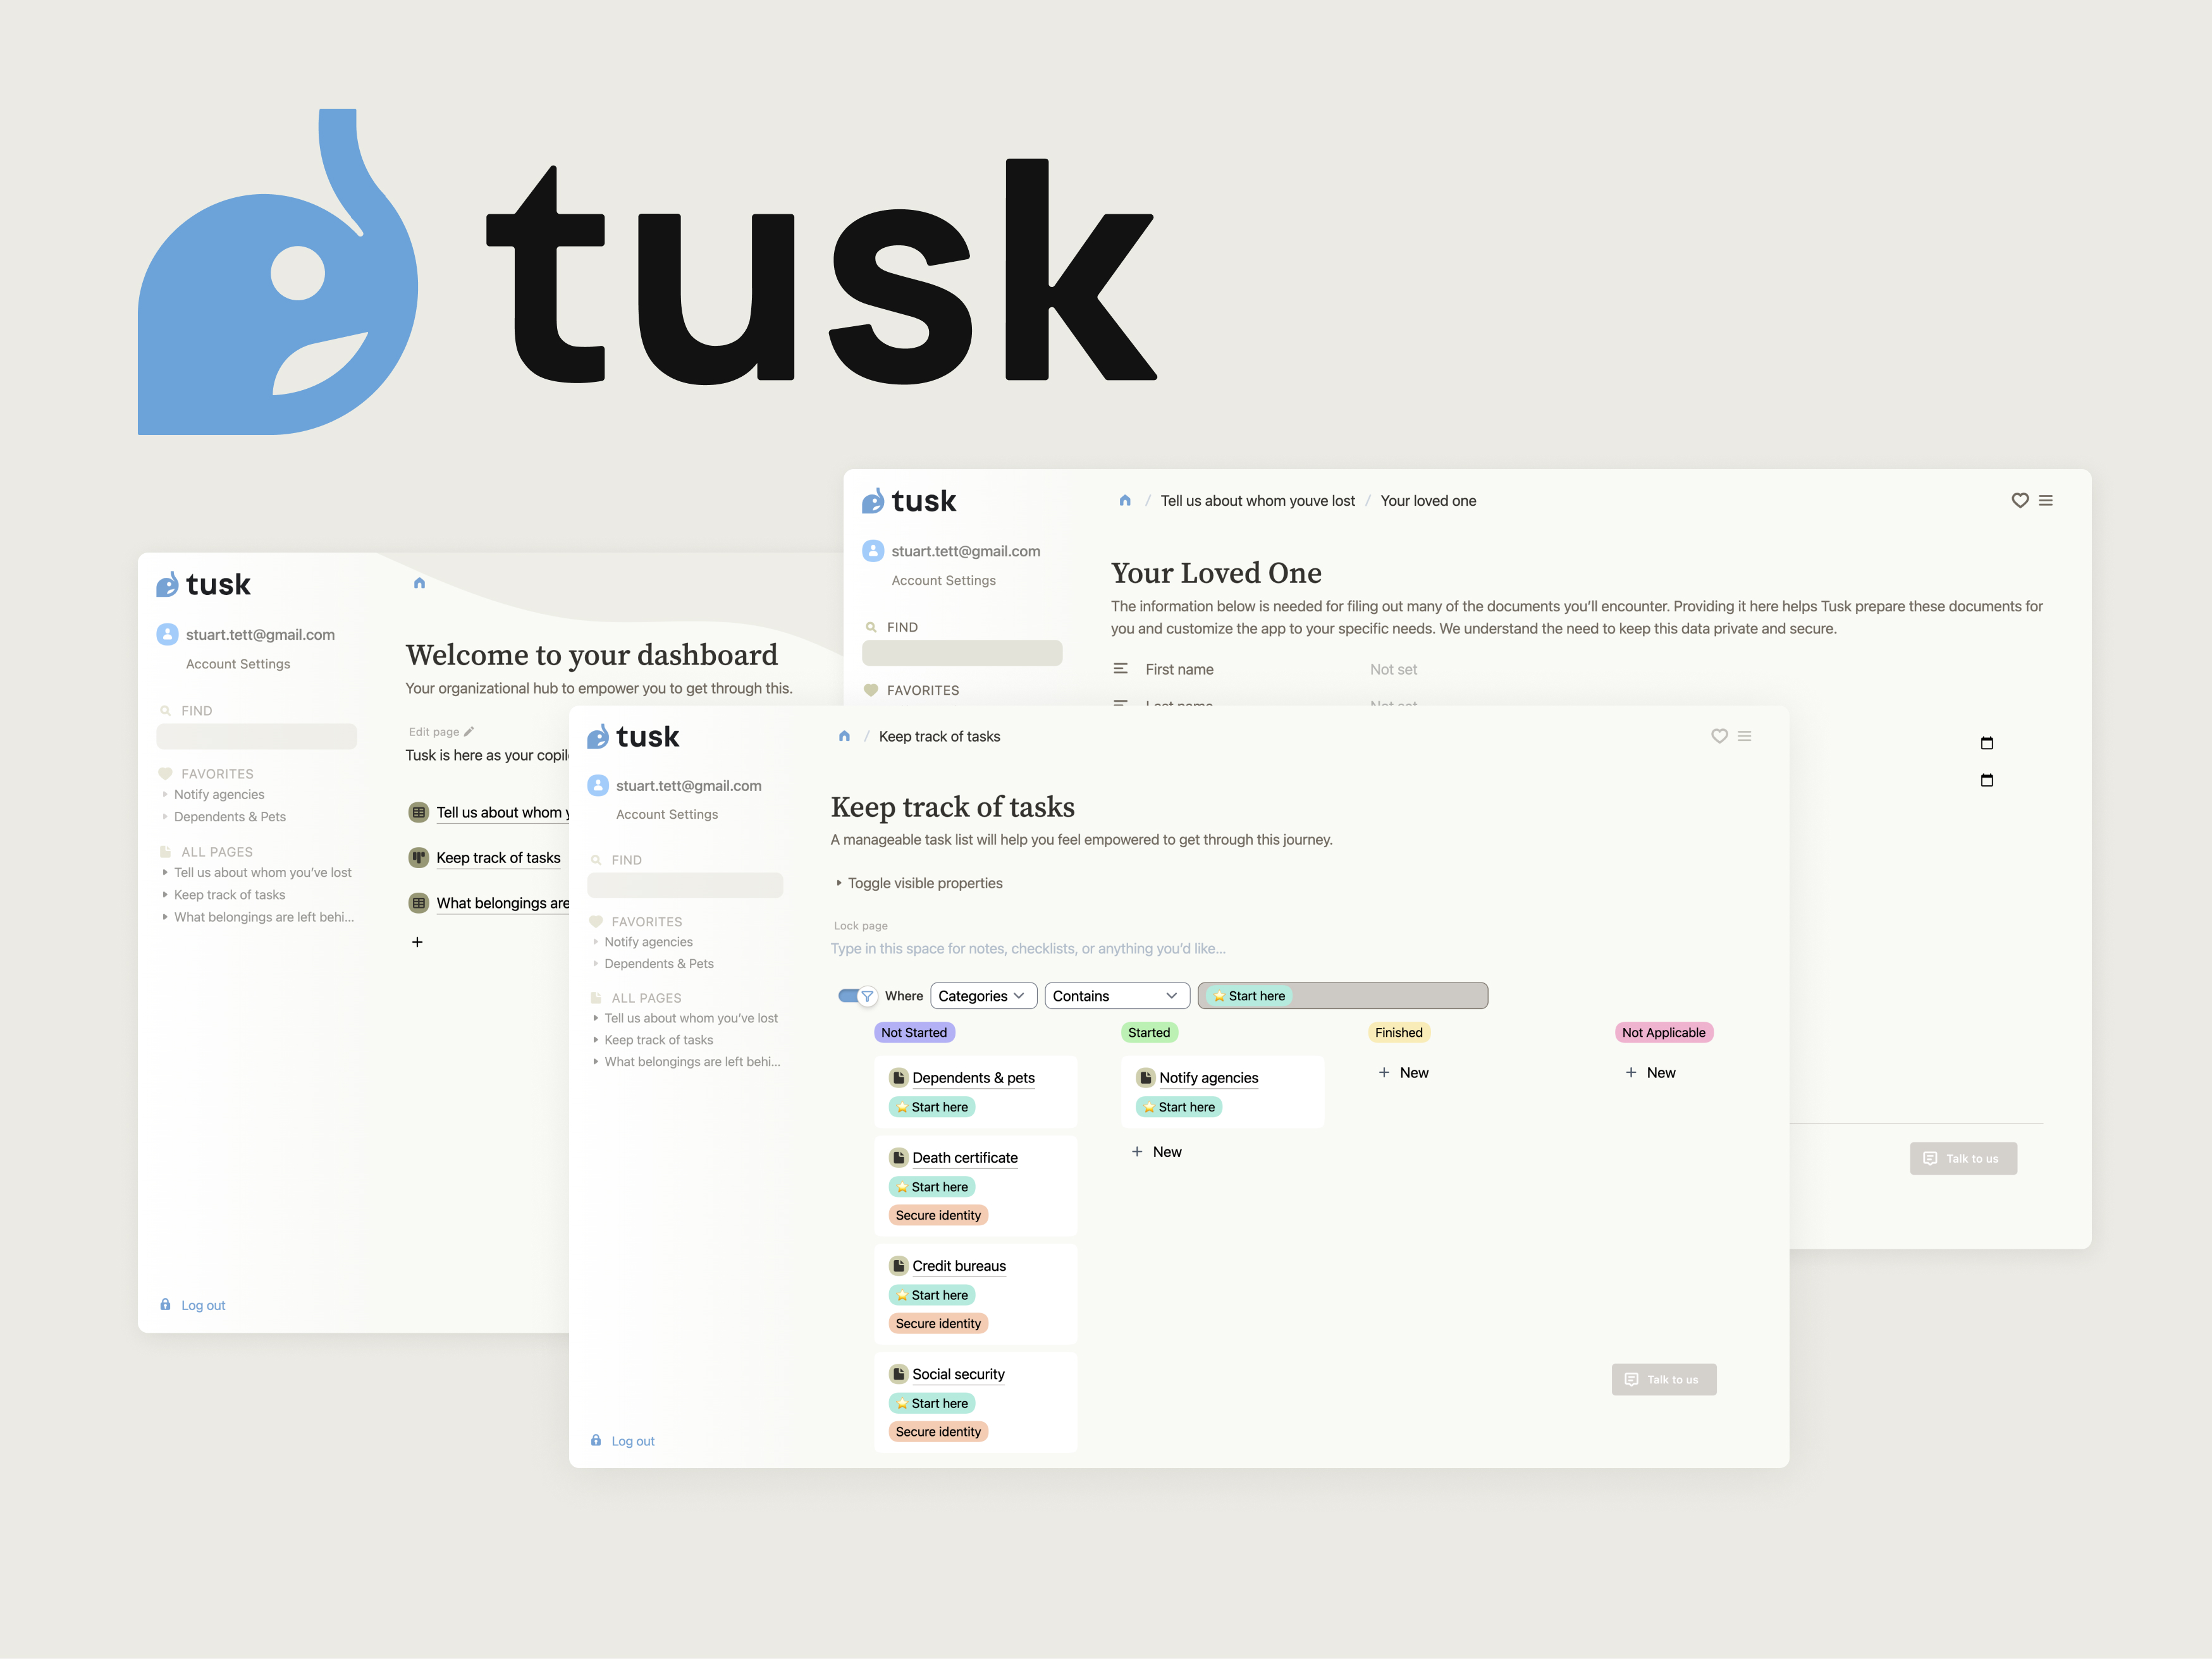 tusk
tusk
stuart.tett@gmail.com
Account Settings
FIND
FAVORITES
Notify agencies
Dependents & Pets
ALL PAGES
Tell us about whom you've lost
Keep track of tasks
What belongings are left behi...
Log out
Welcome to your dashboard
Your organizational hub to empower you to get through this.
Edit page
Tusk is here as your
Tell us about whom
Keep track of tasks
What belongings are
+
tusk
stuart.tett@gmail.com
Account Settings
FIND
FAVORITES
/ Tell us about whom youve lost / Your loved one
Your Loved One
The information below is needed for filing out many of the documents you'll encounter. Providing it here helps Tusk prepare these documents for
you and customize the app to your specific needs. We understand the need to keep this data private and secure.
First name Not set
Last name Not set
Talk to us
tusk
stuart.tett@gmail.com
Account Settings
FIND
FAVORITES
Notify agencies
Dependents & Pets
ALL PAGES
Tell us about whom you've lost
Keep track of tasks
What belongings are left behi...
Log out
/ Keep track of tasks
Keep track of tasks
A manageable task list will help you feel empowered to get through this journey.
Toggle visible properties
Lock page
Type in this space for notes, checklists, or anything you'd like...
Where Categories Contains Start here
Not Started
Dependents & pets
Start here
Death certificate
Start here
Secure identity
Credit bureaus
Start here
Secure identity
Social security
Start here
Secure identity
Started
Notify agencies
Start here
+ New
Finished
+ New
Not Applicable
+ New
Talk to us